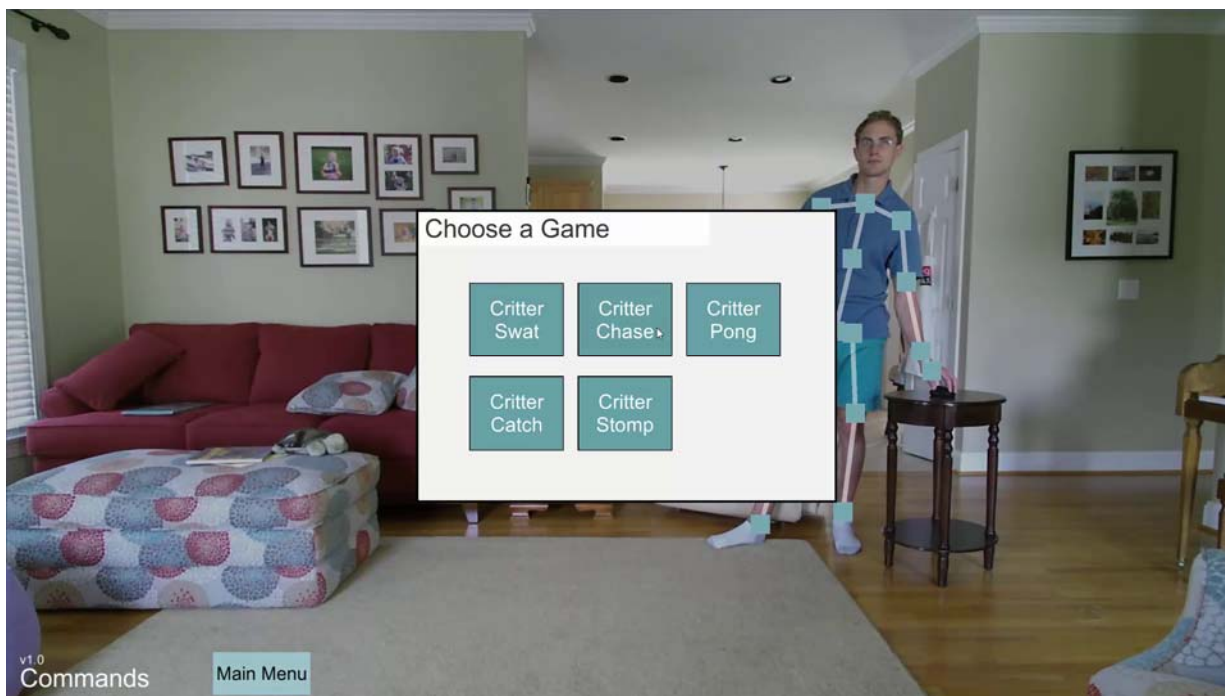 Choose a Game
Critter
Swat
Critter
Chase
Critter
Pong
Critter
Catch
Critter
Stomp
v1.0
Commands
Main Menu